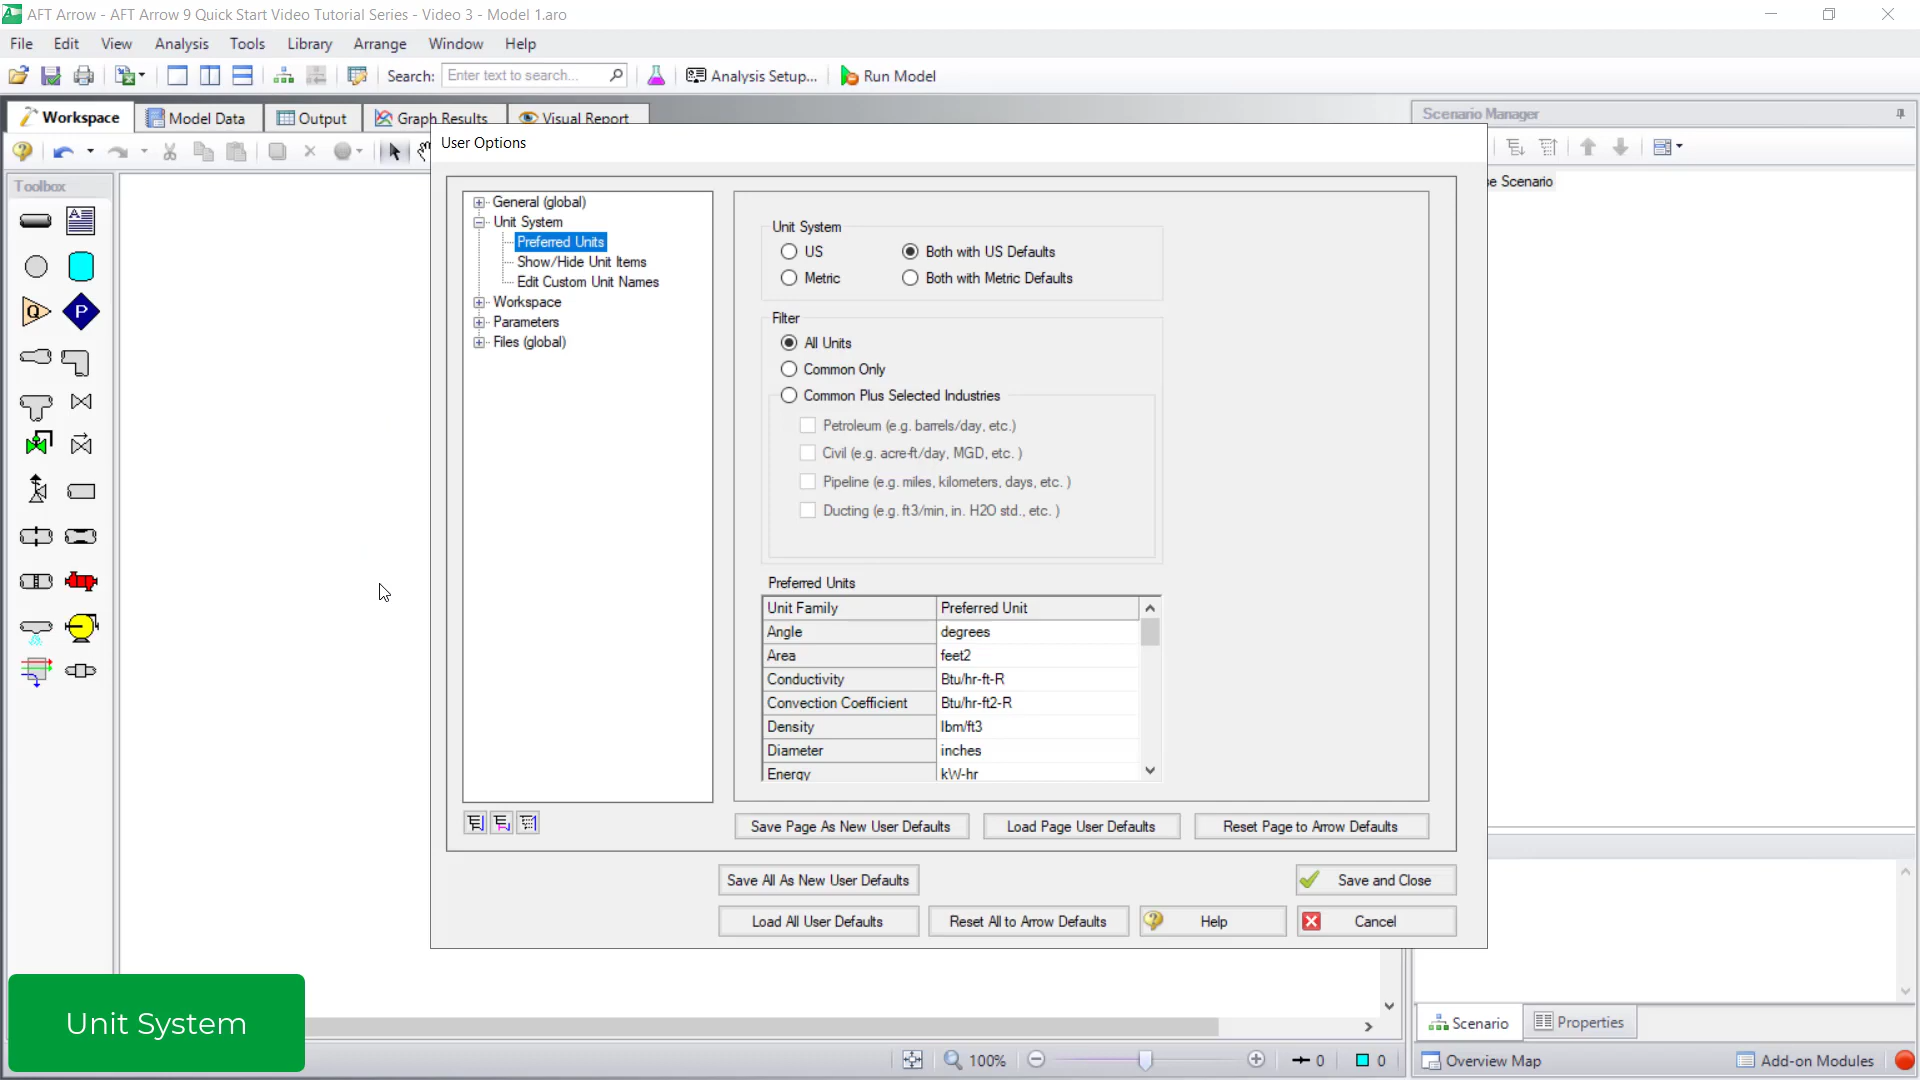 AFT Arrow - AFT Arrow 9 Quick Start Video Tutorial Series - Video 3 - Model 1.aro
File Edit View Analysis Tools Library Arrange Window Help
Search: Enter text to search... Analysis Setup... Run Model
Workspace Model Data Output Graph Results Visual Report
Scenario Manager
User Options
Toolbox
se Scenario
General (global)
Unit System
Preferred Units
Show/Hide Unit Items
Edit Custom Unit Names
Workspace
Parameters
Files (global)
Unit System
US Both with US Defaults
Metric Both with Metric Defaults
Filter
All Units
Common Only
Common Plus Selected Industries
Petroleum (e.g. barrels/day, etc.)
Civil (e.g. acre-ft/day, MGD, etc. )
Pipeline (e.g. miles, kilometers, days, etc. )
Ducting (e.g. ft3/min, in. H2O std., etc. )
Preferred Units
Unit Family Preferred Unit
Angle degrees
Area feet2
Conductivity Btu/hr-ft-R
Convection Coefficient Btu/hr-ft2-R
Density lbm/ft3
Diameter inches
Energy kW-hr
Save Page As New User Defaults Load Page User Defaults Reset Page to Arrow Defaults
Save All As New User Defaults Save and Close
Load All User Defaults Reset All to Arrow Defaults Help Cancel
Q
P
A
Unit System
Scenario Properties
100% 0 0 Overview Map Add-on Modules